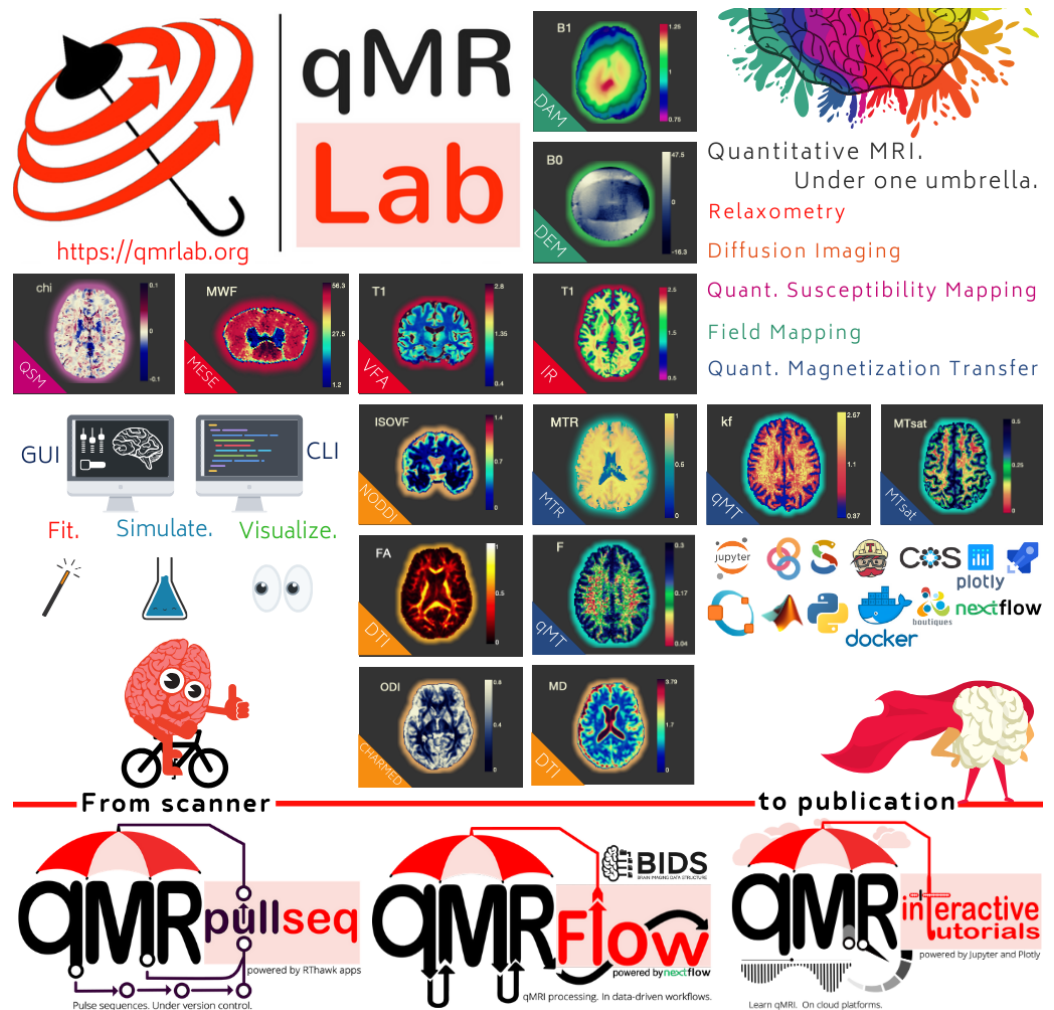 qMR
Lab
https://qmrlab.org
B1
1.25
1
0.75
DAM
B0
47.5
-16.3
DEM
Quantitative MRI.
Under one umbrella.
Relaxometry
Diffusion Imaging
Quant. Susceptibility Mapping
Field Mapping
Quant. Magnetization Transfer
chi
0.1
0
-0.1
QSM
MWF
56.3
27.5
1.2
MESE
T1
2.8
1.35
0.4
VFA
T1
2.5
1.5
0.5
IR
GUI
CLI
Fit.
Simulate.
Visualize.
ISOVF
1.4
0.7
0
NODDI
MTR
1
0.5
0
MTR
kf
2.57
1.1
0.37
qMT
MTsat
0.5
0.25
0
MTsat
FA
1
0.5
0
DTI
F
0.3
0.17
0.04
qMT
jupyter
COS
plotly
docker
boutiques
nextflow
ODI
0.8
0.4
0
CHARMED
MD
3.79
1.7
0
DTI
From scanner
to publication
qMR
pullseq
powered by RThawk apps
Pulse sequences. Under version control.
BIDS
BRAIN IMAGING DATA STRUCTURE
qMR
Flow
powered by nextflow
qMRI processing. In data-driven workflows.
qMR
interactive
tutorials
powered by Jupyter and Plotly
Learn qMRI. On cloud platforms.